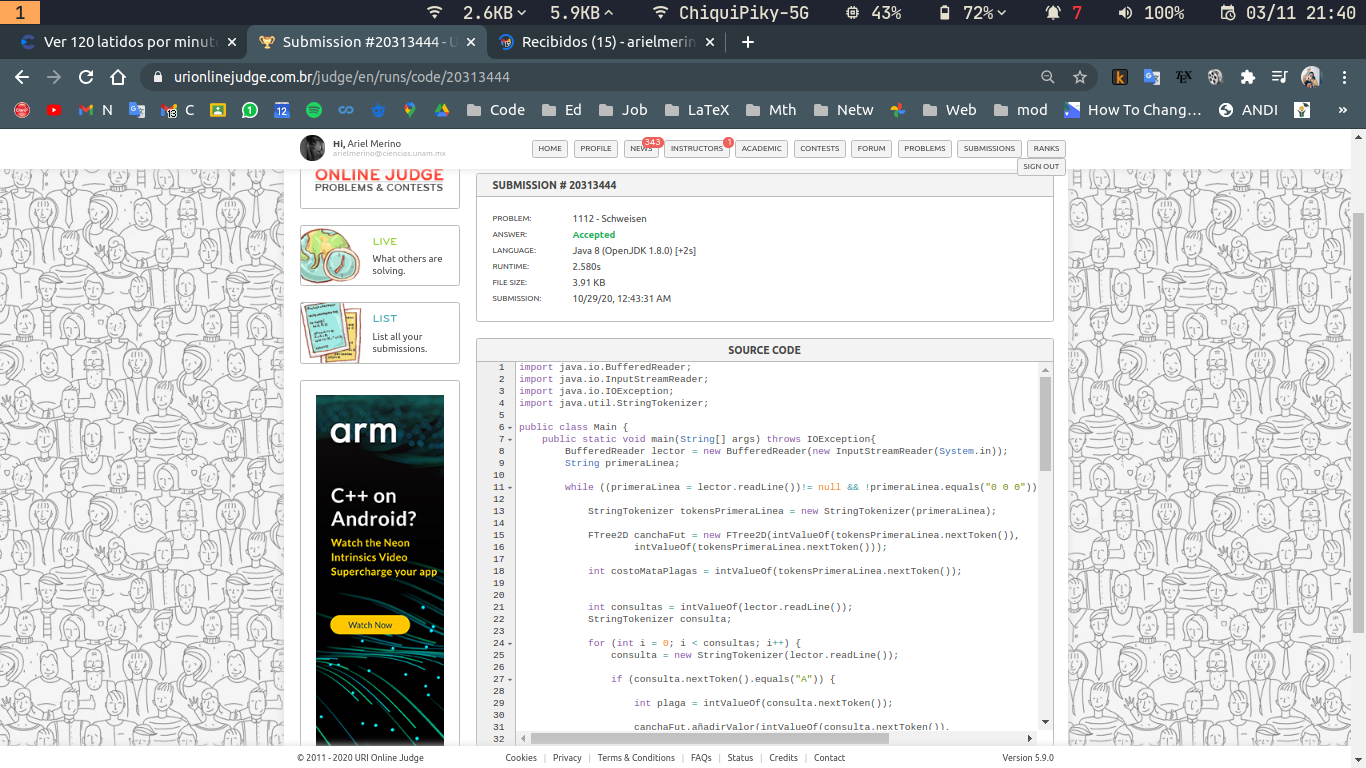 1 2.6KB 5.9KB ChiquiPiky-5G 43% 72% 7 100% 03/11 21:40
Ver 120 latidos por minut Submission #20313444 - U Recibidos (15) - arielmerin
urionlinejudge.com.br/judge/en/runs/code/20313444
N 13 C 1 12 Code Ed Job LaTeX Mth Netw Web mod How To Chang… ANDI »
Hi, Ariel Merino
arielmerino@ciencias.unam.mx
HOME PROFILE NEWS 343 INSTRUCTORS 1 ACADEMIC CONTESTS FORUM PROBLEMS SUBMISSIONS RANKS
SIGN OUT
ONLINE JUDGE
PROBLEMS & CONTESTS
LIVE
What others are
solving.
LIST
List all your
submissions.
arm
C++ on
Android?
Watch the Neon
Intrinsics Video
Supercharge your app
Watch Now
SUBMISSION # 20313444
PROBLEM: 1112 - Schweisen
ANSWER: Accepted
LANGUAGE: Java 8 (OpenJDK 1.8.0) [+2s]
RUNTIME: 2.580s
FILE SIZE: 3.91 KB
SUBMISSION: 10/29/20, 12:43:31 AM
SOURCE CODE
1 import java.io.BufferedReader;
2 import java.io.InputStreamReader;
3 import java.io.IOException;
4 import java.util.StringTokenizer;
5
6 public class Main {
7 public static void main(String[] args) throws IOException{
8 BufferedReader lector = new BufferedReader(new InputStreamReader(System.in));
9 String primeraLinea;
10
11 while ((primeraLinea = lector.readLine())!= null && !primeraLinea.equals("0 0 0"))
12
13 StringTokenizer tokensPrimeraLinea = new StringTokenizer(primeraLinea);
14
15 FTree2D canchaFut = new FTree2D(intValueOf(tokensPrimeraLinea.nextToken()),
16 intValueOf(tokensPrimeraLinea.nextToken()));
17
18 int costoMataPlagas = intValueOf(tokensPrimeraLinea.nextToken());
19
20
21 int consultas = intValueOf(lector.readLine());
22 StringTokenizer consulta;
23
24 for (int i = 0; i < consultas; i++) {
25 consulta = new StringTokenizer(lector.readLine());
26
27 if (consulta.nextToken().equals("A")) {
28
29 int plaga = intValueOf(consulta.nextToken());
30
31 canchaFut.añadirValor(intValueOf(consulta.nextToken()),
32
© 2011 - 2020 URI Online Judge Cookies | Privacy | Terms & Conditions | FAQs | Status | Credits | Contact Version 5.9.0